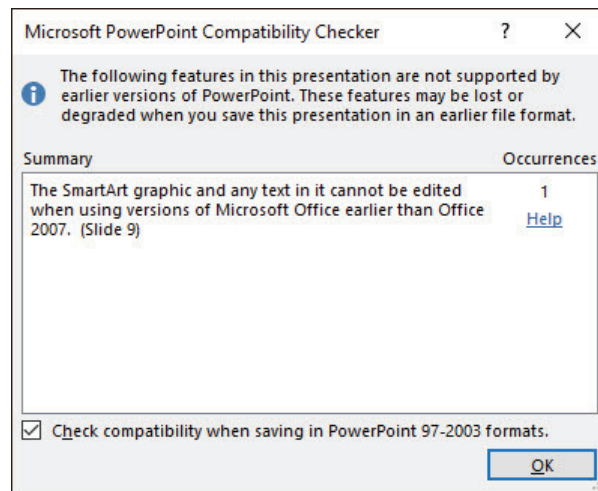 Microsoft PowerPoint Compatibility Checker ? ×
The following features in this presentation are not supported by
earlier versions of PowerPoint. These features may be lost or
degraded when you save this presentation in an earlier file format.
Summary Occurrences
The SmartArt graphic and any text in it cannot be edited 1
when using versions of Microsoft Office earlier than Office Help
2007. (Slide 9)
Check compatibility when saving in PowerPoint 97-2003 formats.
OK